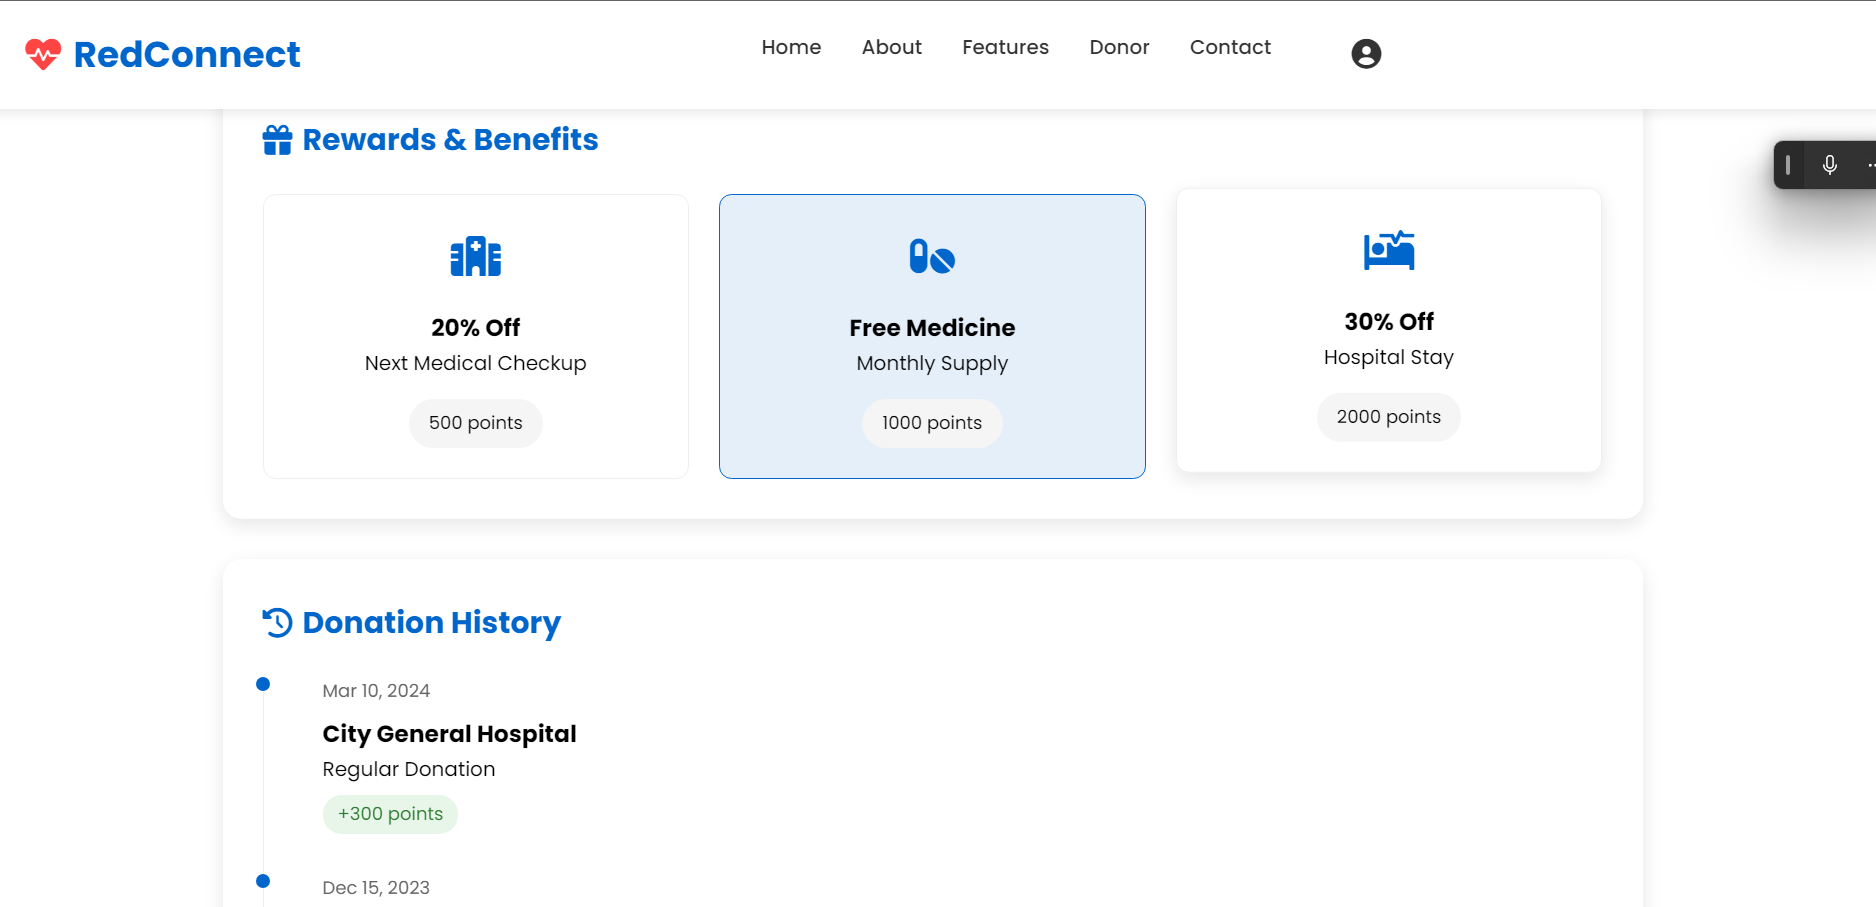 RedConnect
Home About Features Donor Contact
Rewards & Benefits
20% Off
Next Medical Checkup
500 points
Free Medicine
Monthly Supply
1000 points
30% Off
Hospital Stay
2000 points
Donation History
Mar 10, 2024
City General Hospital
Regular Donation
+300 points
Dec 15, 2023